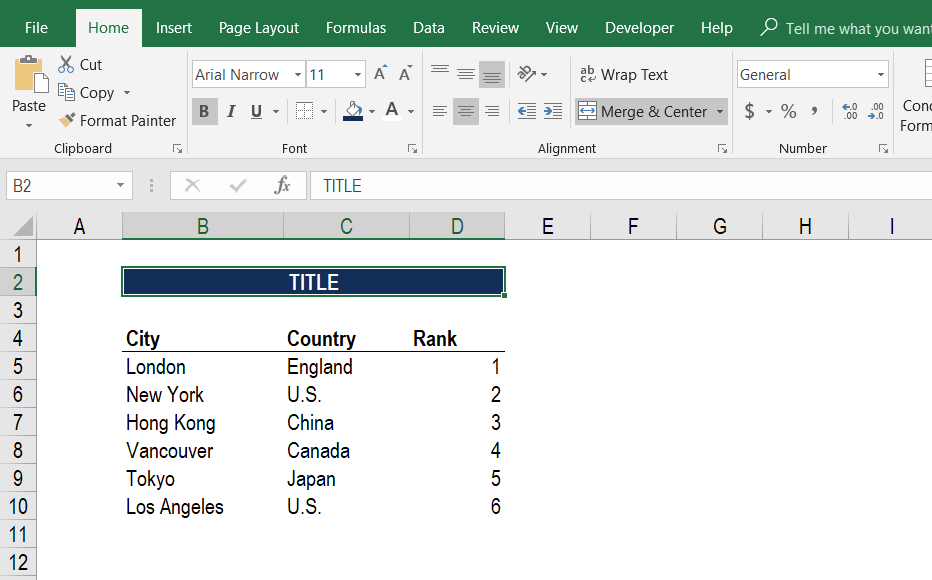 File Home Insert Page Layout Formulas Data Review View Developer Help Tell me what you want
Cut
Copy
Format Painter
Paste
Clipboard
Arial Narrow 11 A A
B I U A
Font
ab Wrap Text
Merge & Center
Alignment
General
$ % , .00 .00
Number
Cond
Form
B2 fx TITLE
A B C D E F G H I
1
2 TITLE
3
4 City Country Rank
5 London England 1
6 New York U.S. 2
7 Hong Kong China 3
8 Vancouver Canada 4
9 Tokyo Japan 5
10 Los Angeles U.S. 6
11
12